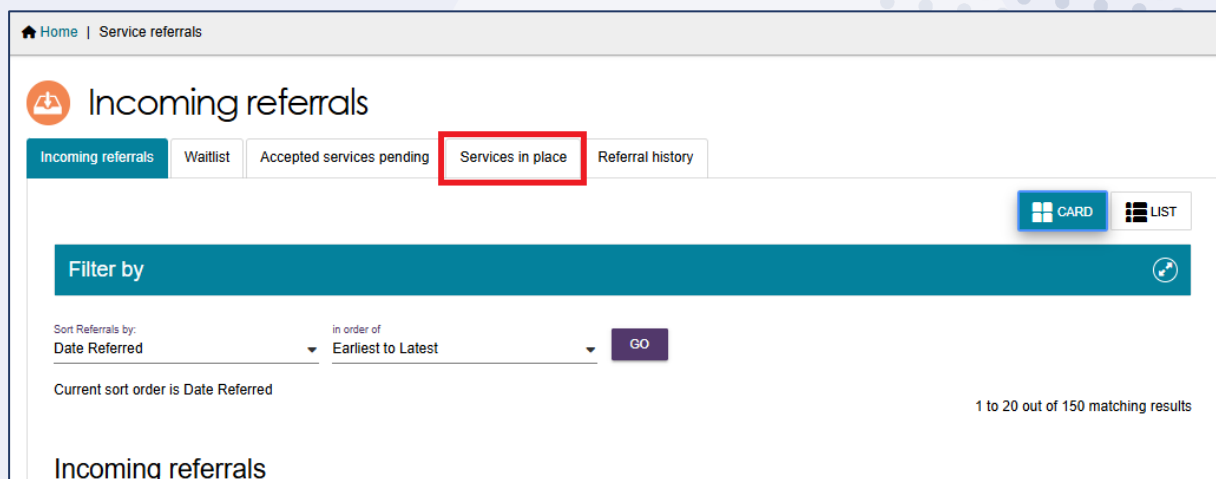 Home | Service referrals
Incoming referrals
Incoming referrals Waitlist Accepted services pending Services in place Referral history
CARD LIST
Filter by
Sort Referrals by: in order of
Date Referred Earliest to Latest GO
Current sort order is Date Referred
1 to 20 out of 150 matching results
Incoming referrals